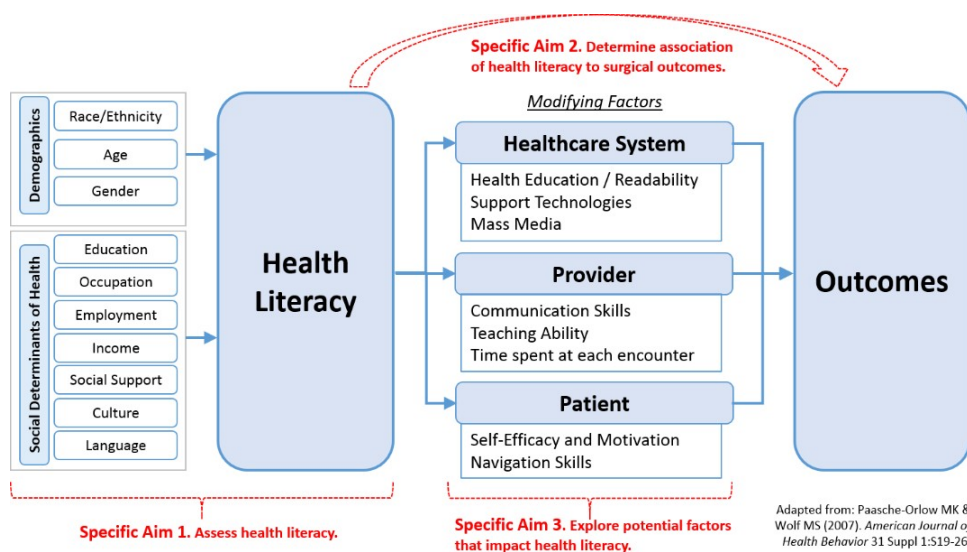 Specific Aim 2. Determine association
of health literacy to surgical outcomes.
Demographics
Race/Ethnicity
Age
Gender
Social Determinants of Health
Education
Occupation
Employment
Income
Social Support
Culture
Language
Health
Literacy
Modifying Factors
Healthcare System
Health Education / Readability
Support Technologies
Mass Media
Provider
Communication Skills
Teaching Ability
Time spent at each encounter
Patient
Self-Efficacy and Motivation
Navigation Skills
Outcomes
Specific Aim 1. Assess health literacy.
Specific Aim 3. Explore potential factors
that impact health literacy.
Adapted from: Paasche-Orlow MK &
Wolf MS (2007). American Journal of
Health Behavior 31 Suppl 1:S19-26